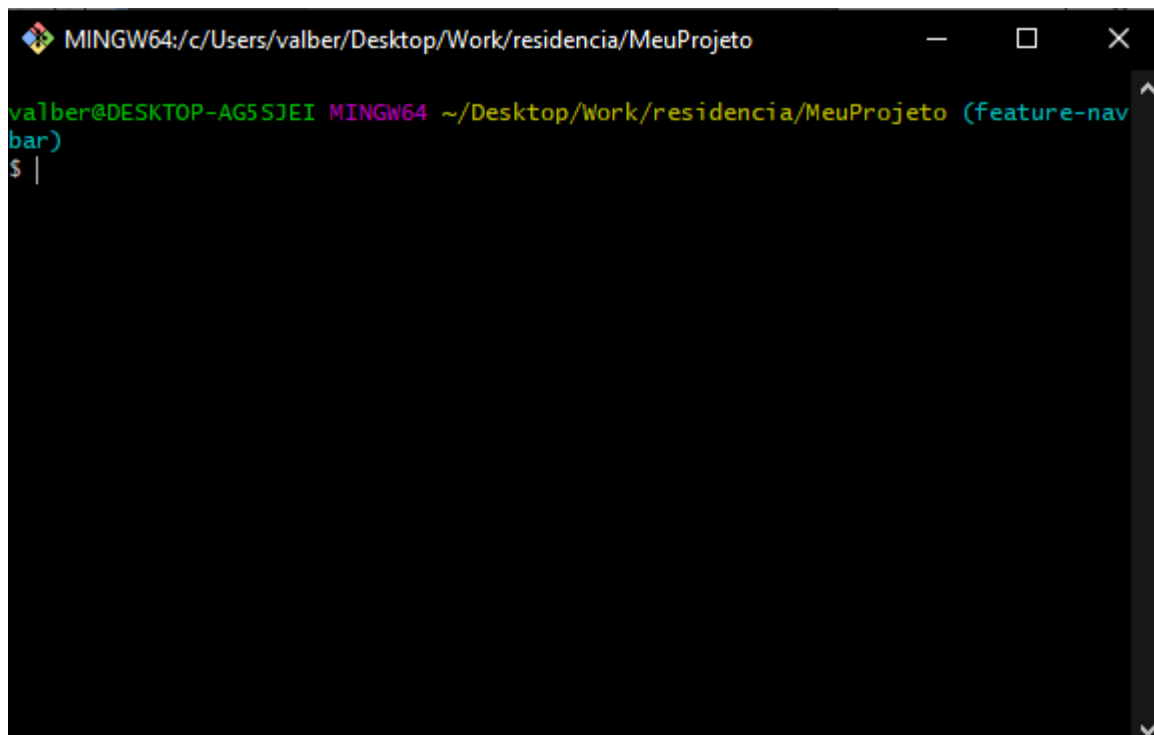 MINGW64:/c/Users/valber/Desktop/Work/residencia/MeuProjeto
valber@DESKTOP-AG5SJEI MINGW64 ~/Desktop/Work/residencia/MeuProjeto (feature-nav
bar)
$